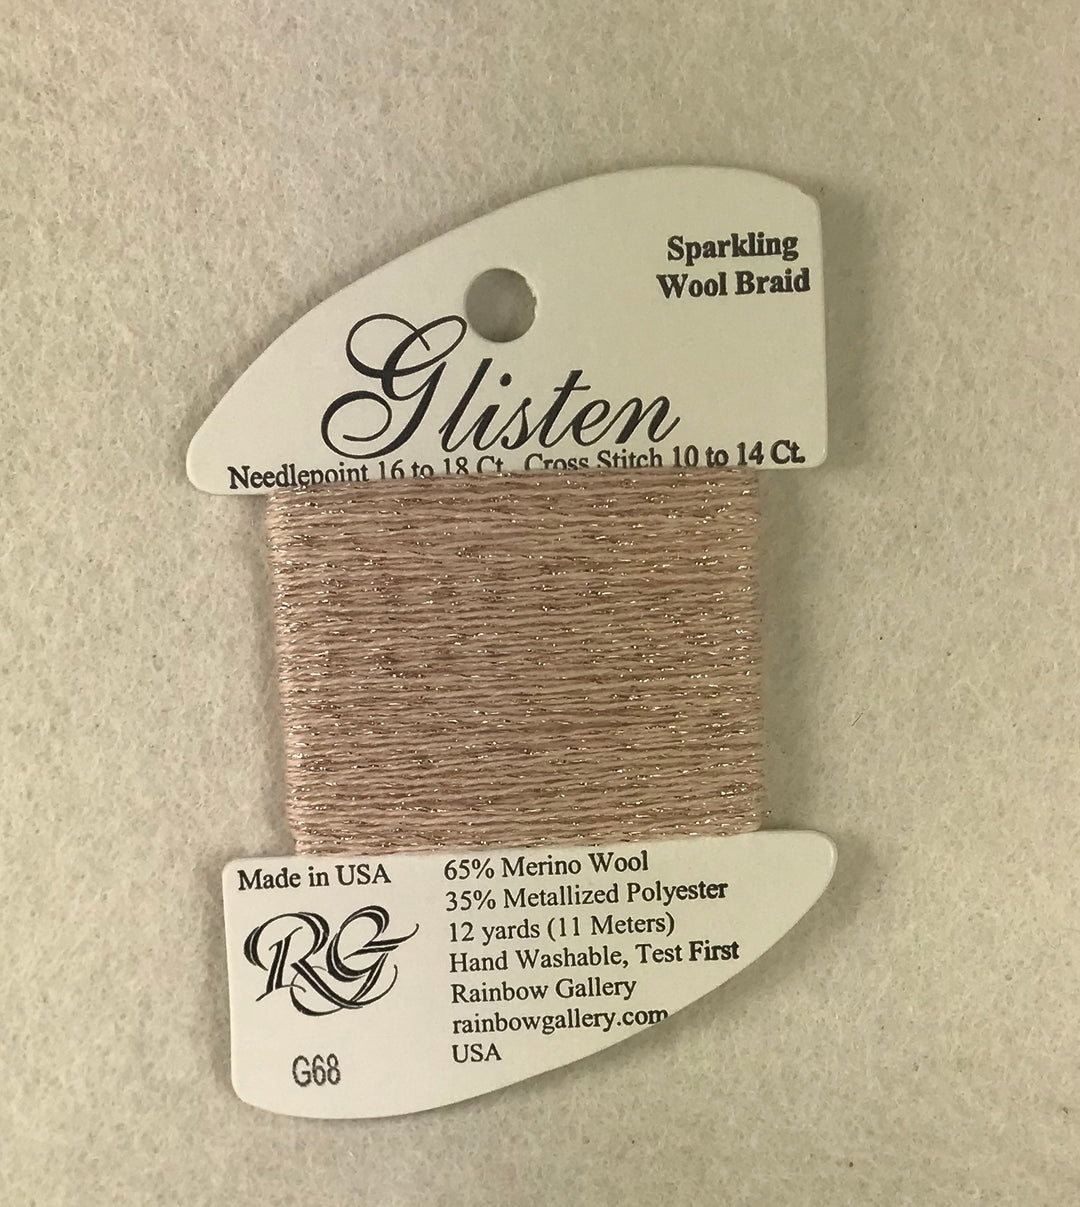 Sparkling
Wool Braid
Glisten
Needlepoint 16 to 18 Ct. Cross Stitch 10 to 14 Ct.
Made in USA
RG
G68
65% Merino Wool
35% Metallized Polyester
12 yards (11 Meters)
Hand Washable, Test First
Rainbow Gallery
rainbowgallery.com
USA